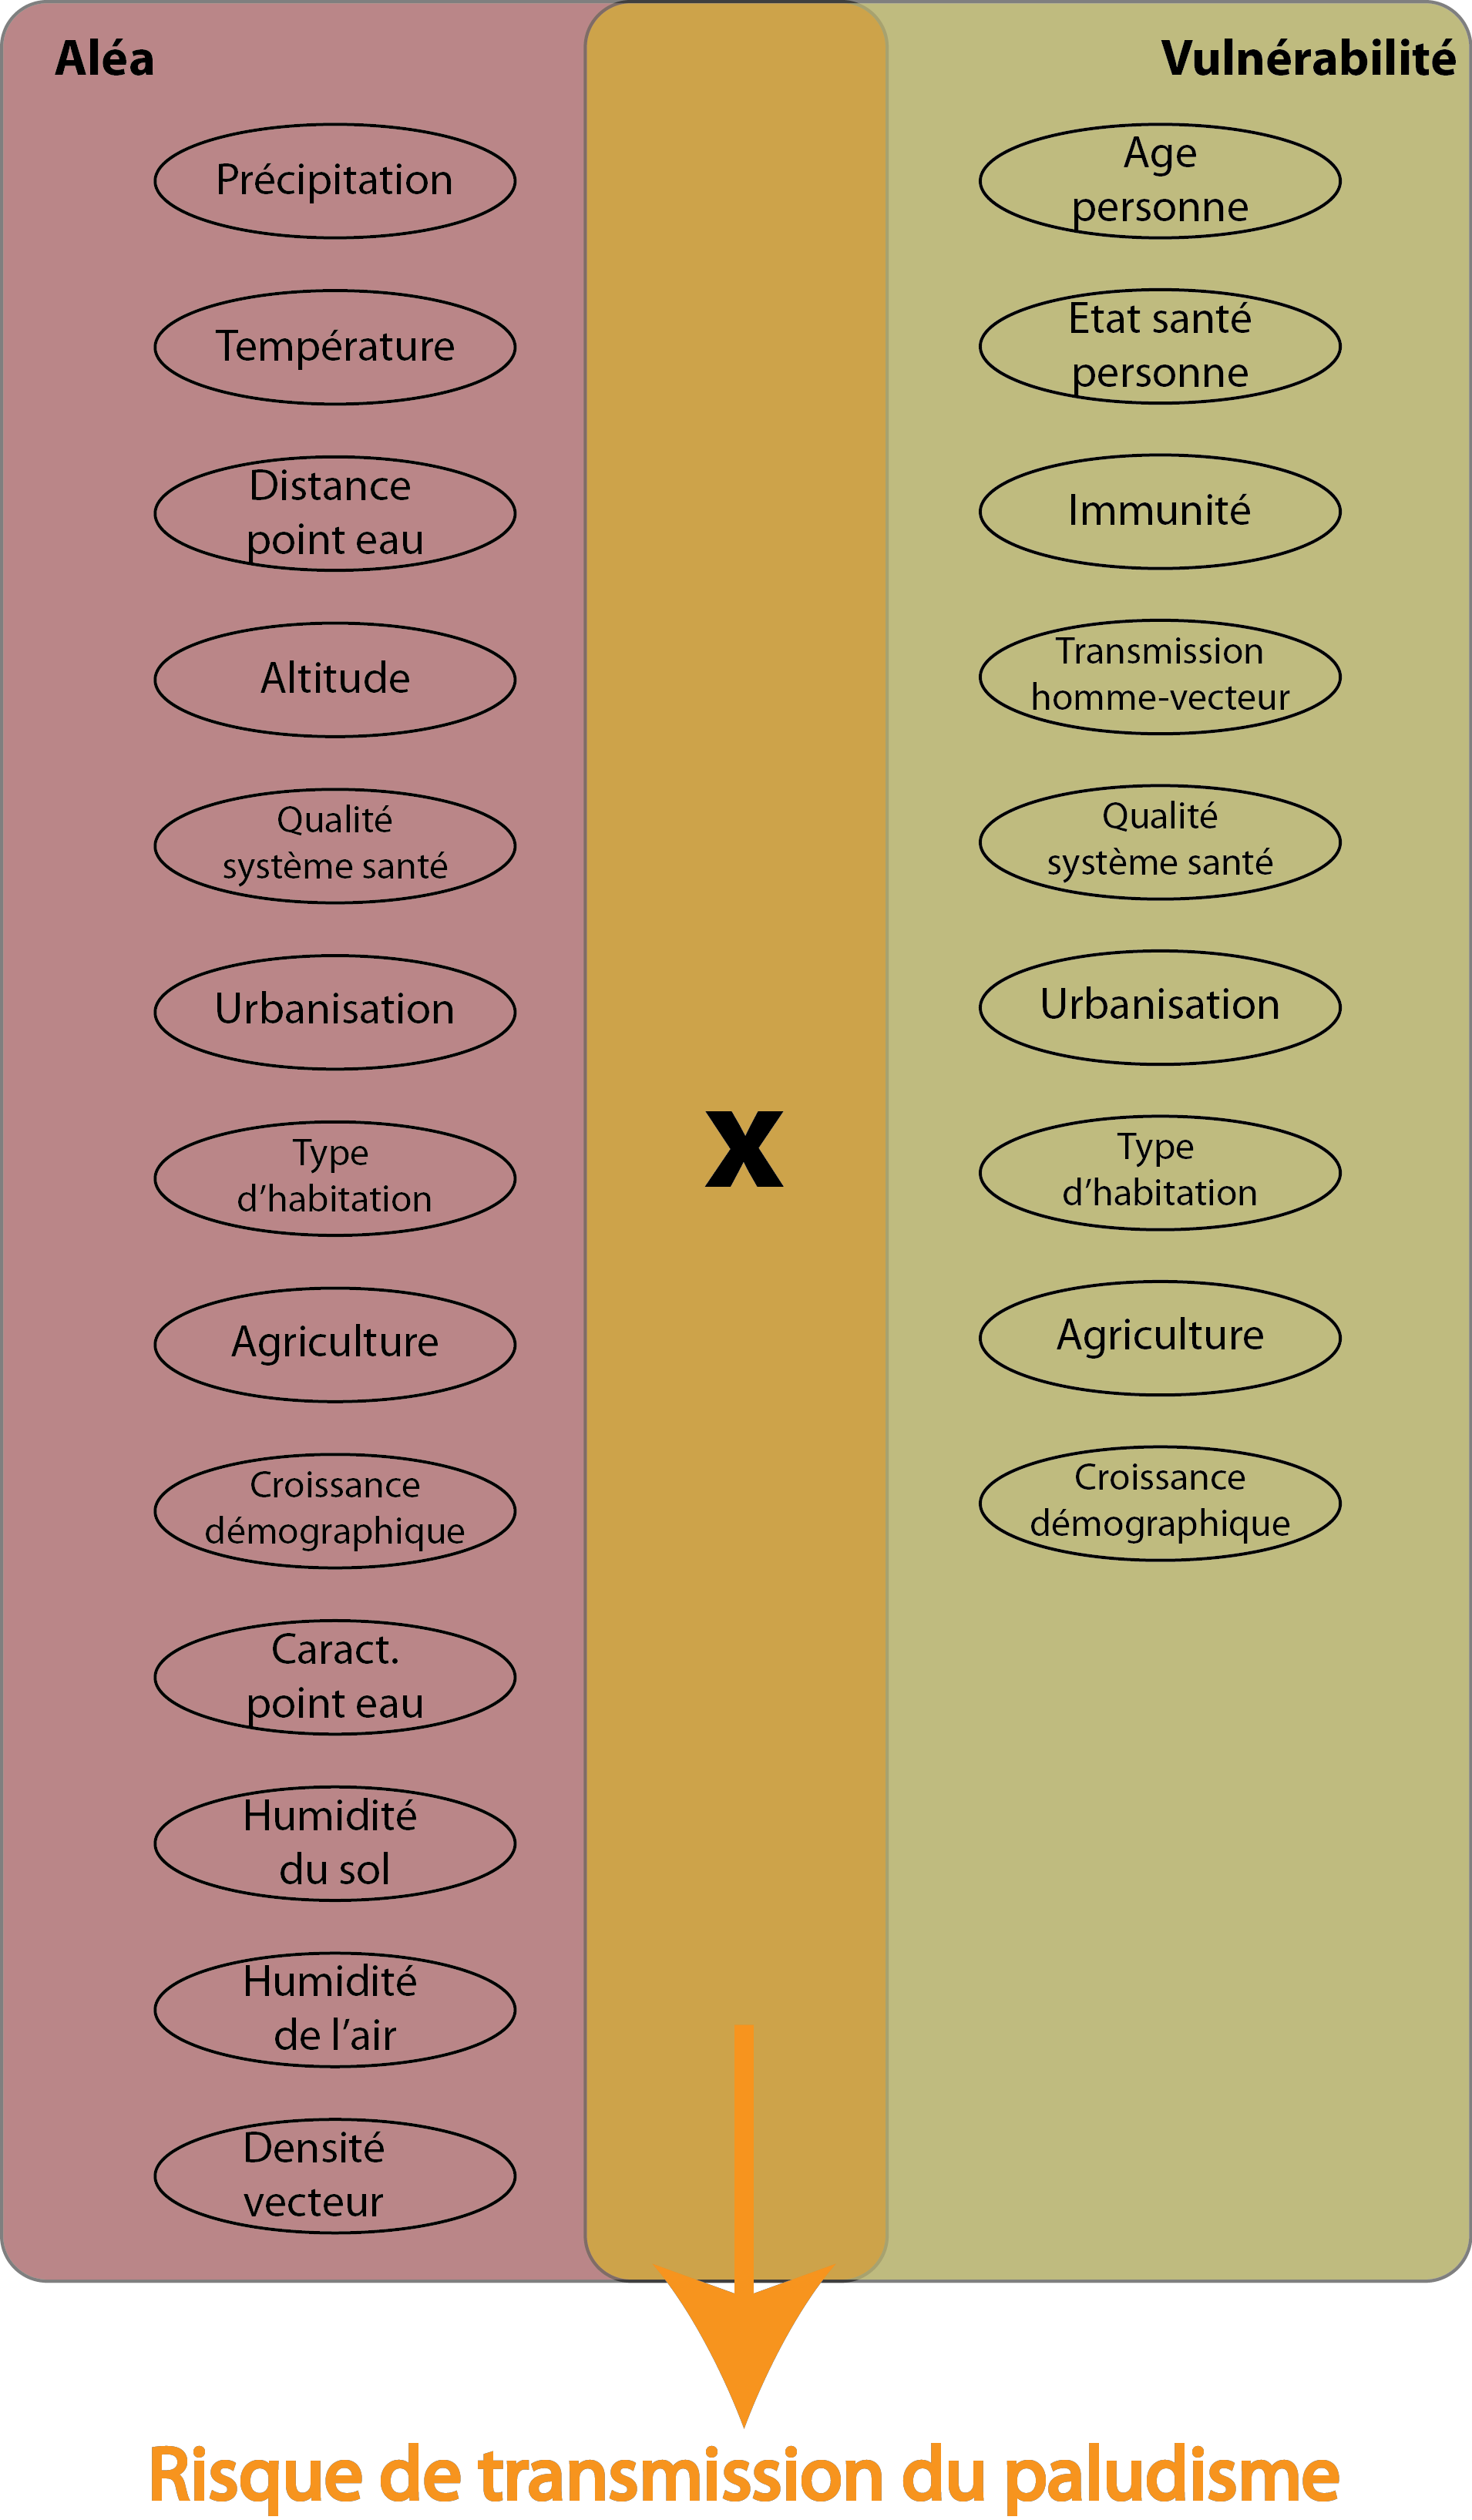 Aléa
Précipitation
Température
Distance
point eau
Altitude
Qualité
système santé
Urbanisation
Type
d’habitation
Agriculture
Croissance
démographique
Caract.
point eau
Humidité
du sol
Humidité
de l’air
Densité
vecteur
x
Vulnérabilité
Age
personne
Etat santé
personne
Immunité
Transmission
homme-vecteur
Qualité
système santé
Urbanisation
Type
d’habitation
Agriculture
Croissance
démographique
Risque de transmission du paludisme